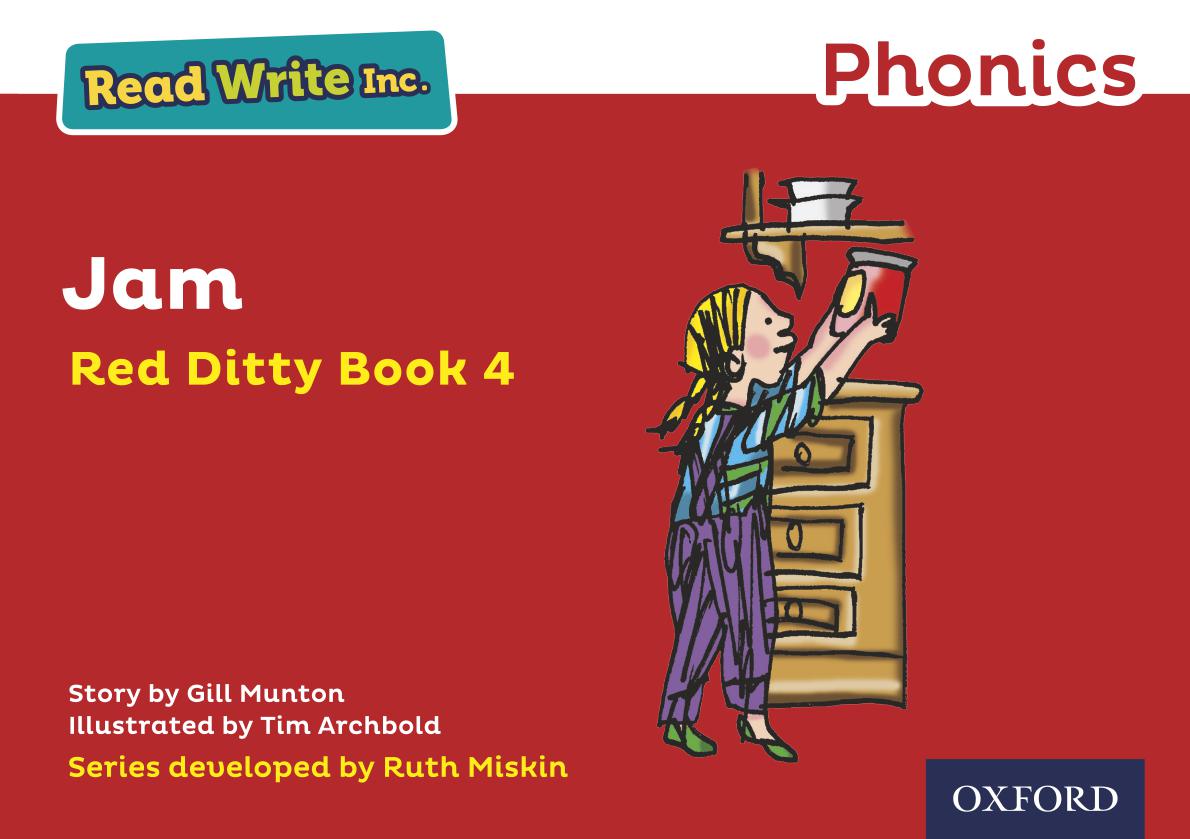 Read Write Inc.
Phonics
Jam
Red Ditty Book 4
Story by Gill Munton
Illustrated by Tim Archbold
Series developed by Ruth Miskin
OXFORD